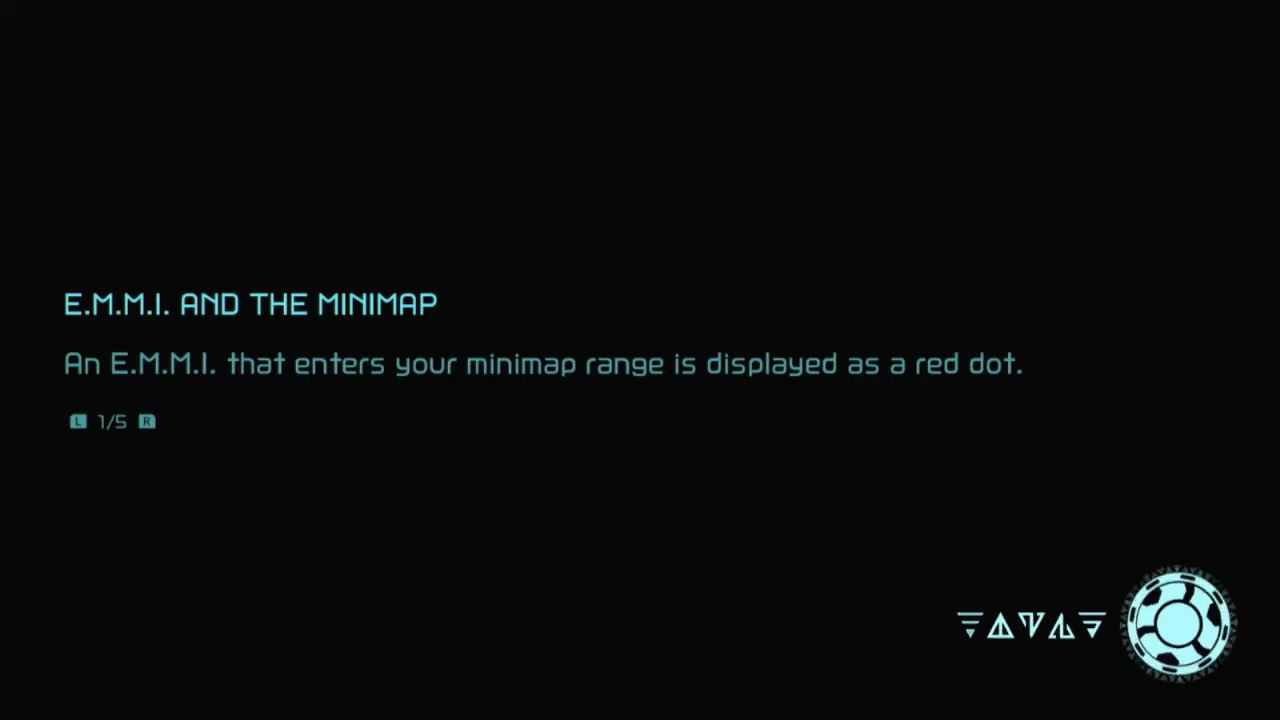 E.M.M.I. AND THE MINIMAP
An E.M.M.I. that enters your minimap range is displayed as a red dot.
L 1/5 R